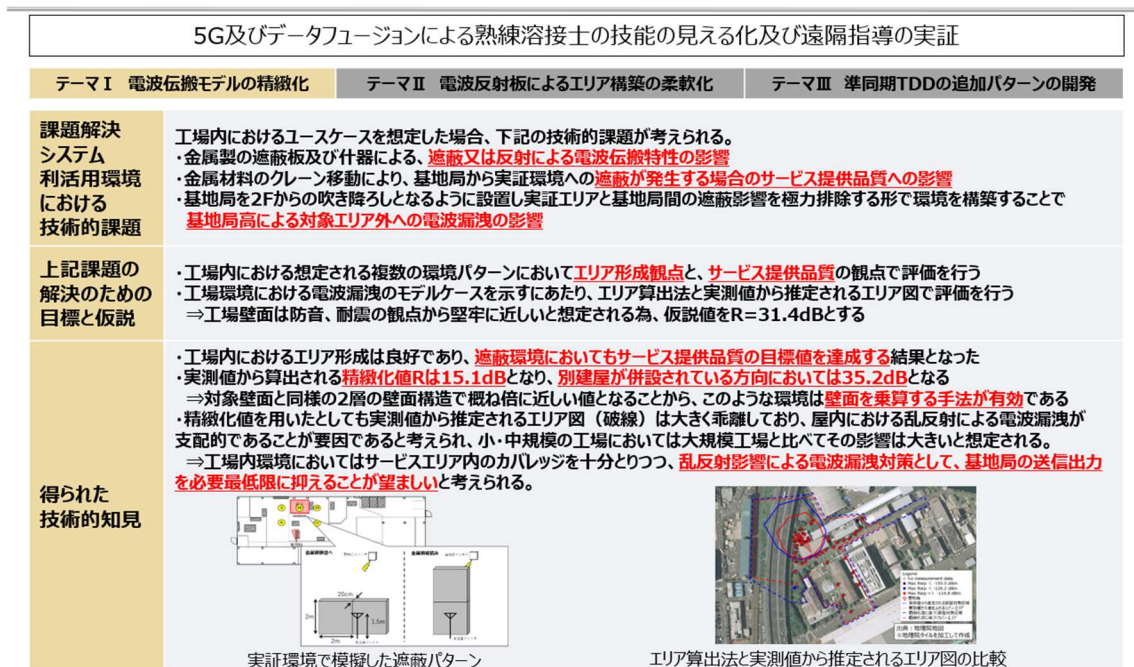 5G及びデータフュージョンによる熟練溶接士の技能の見える化及び遠隔指導の実証
テーマⅠ 電波伝搬モデルの精緻化
テーマⅡ 電波反射板によるエリア構築の柔軟化
テーマⅢ 準同期TDDの追加パターンの開発
課題解決
システム
利活用環境
における
技術的課題
工場内におけるユースケースを想定した場合、下記の技術的課題が考えられる。
・金属製の遮蔽板及び什器による、遮蔽又は反射による電波伝搬特性の影響
・金属材料のクレーン移動により、基地局から実証環境への遮蔽が発生する場合のサービス提供品質への影響
・基地局を2Fからの吹き降ろしとなるように設置し実証エリアと基地局間の遮蔽影響を極力排除する形で環境を構築することで
基地局高による対象エリア外への電波漏洩の影響
上記課題の
解決のための
目標と仮説
・工場内における想定される複数の環境パターンにおいてエリア形成観点と、サービス提供品質の観点で評価を行う
・工場環境における電波漏洩のモデルケースを示すにあたり、エリア算出法と実測値から推定されるエリア図で評価を行う
⇒工場壁面は防音、耐震の観点から堅牢に近しいと想定される為、仮説値をR=31.4dBとする
得られた
技術的知見
・工場内におけるエリア形成は良好であり、遮蔽環境においてもサービス提供品質の目標値を達成する結果となった
・実測値から算出される精緻化値Rは15.1dBとなり、別建屋が併設されている方向においては35.2dBとなる
⇒対象壁面と同様の2層の壁面構造で概ね倍に近しい値となることから、このような環境は壁面を乗算する手法が有効である
・精緻化値を用いたとしても実測値から推定されるエリア図（破線）は大きく乖離しており、屋内における乱反射による電波漏洩が
支配的であることが要因であると考えられ、小・中規模の工場においては大規模工場と比べてその影響は大きいと想定される。
⇒工場内環境においてはサービスエリア内のカバレッジを十分とりつつ、乱反射影響による電波漏洩対策として、基地局の送信出力
を必要最低限に抑えることが望ましいと考えられる。
20cm
2m
1.5m
2m
出典：地理院地図
※地理院タイルを加工して作成
実証環境で模擬した遮蔽パターン
エリア算出法と実測値から推定されるエリア図の比較